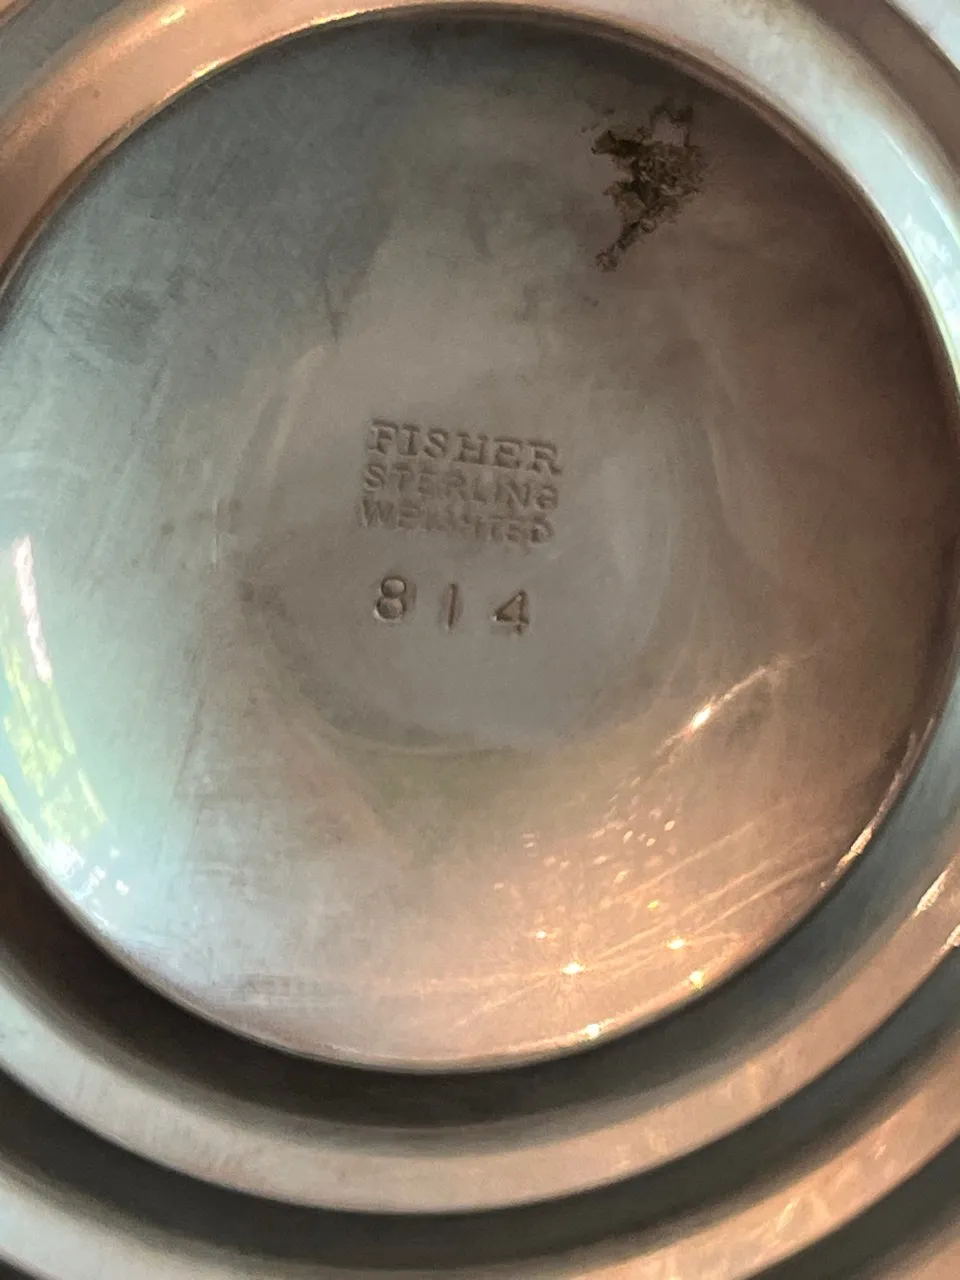 FISHER
STERLING
WEIGHTED
814